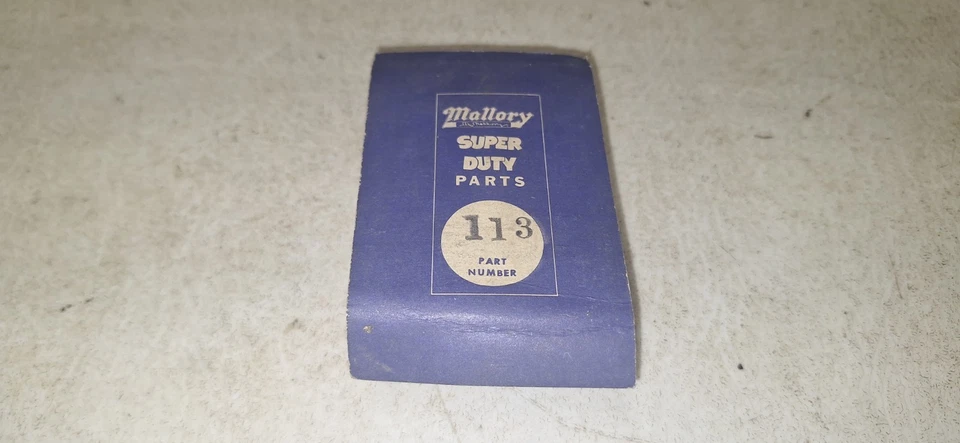 Mallory
SUPER
DUTY
PARTS
113
PART
NUMBER